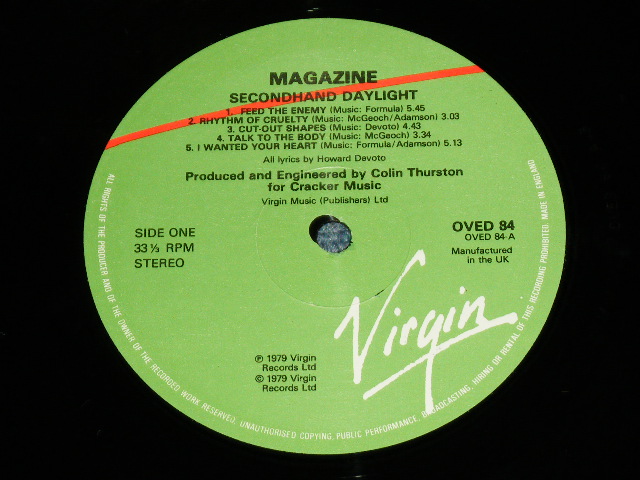 MAGAZINE
SECONDHAND DAYLIGHT
1. FEED THE ENEMY (Music: Formula) 5.45
2. RHYTHM OF CRUELTY (Music: McGeoch/Adamson) 3.03
3. CUT-OUT SHAPES (Music: Devoto) 4.43
4. TALK TO THE BODY (Music: McGeoch) 3.34
5. I WANTED YOUR HEART (Music: Formula/Adamson) 5.13
All lyrics by Howard Devoto
Produced and Engineered by Colin Thurston
for Cracker Music
Virgin Music (Publishers) Ltd
SIDE ONE
33⅓ RPM
STEREO
OVED 84
OVED 84-A
Manufactured
in the UK
Virgin
℗ 1979 Virgin
Records Ltd
© 1979 Virgin
Records Ltd
ALL RIGHTS OF THE PRODUCER AND OF THE OWNER OF THE RECORDED WORK RESERVED. UNAUTHORISED COPYING, PUBLIC PERFORMANCE, BROADCASTING, HIRING OR RENTAL OF THIS RECORDING PROHIBITED. MADE IN ENGLAND